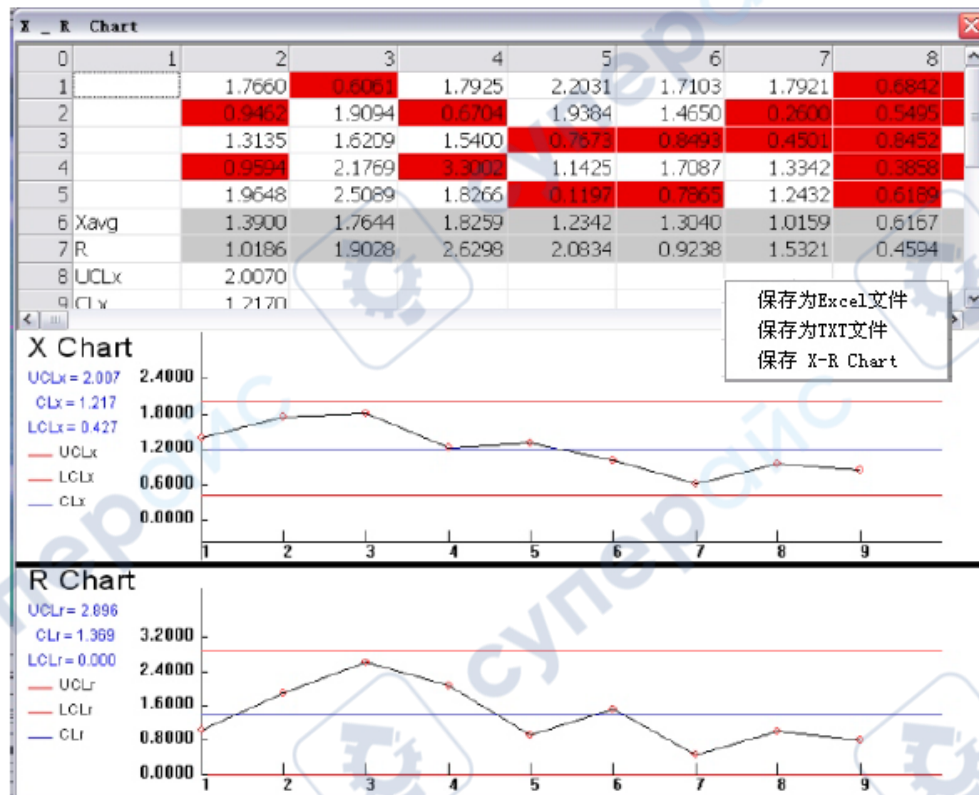 X _ R Chart
0 1 2 3 4 5 6 7 8
1 1.7660 0.6061 1.7925 2.2031 1.7103 1.7921 0.6842
2 0.9462 1.9094 0.6704 1.9384 1.4650 0.2600 0.5495
3 1.3135 1.6209 1.5400 0.7673 0.8493 0.4501 0.8452
4 0.9594 2.1769 3.3002 1.1425 1.7087 1.3342 0.3858
5 1.9648 2.5089 1.8266 0.1197 0.7865 1.2432 0.6189
6 Xavg 1.3900 1.7644 1.8259 1.2342 1.3040 1.0159 0.6167
7 R 1.0186 1.9028 2.6298 2.0834 0.9238 1.5321 0.4594
8 UCLx 2.0070
9 CLx 1.2170
保存为Excel文件
保存为TXT文件
保存 X-R Chart
X Chart
UCLx = 2.007
CLx = 1.217
LCLx = 0.427
UCLx
LCLx
CLx
2.4000
1.8000
1.2000
0.6000
0.0000
1 2 3 4 5 6 7 8 9
R Chart
UCLr = 2.896
CLr = 1.369
LCLr = 0.000
UCLr
LCLr
CLr
3.2000
2.4000
1.6000
0.8000
0.0000
1 2 3 4 5 6 7 8 9
суперайс